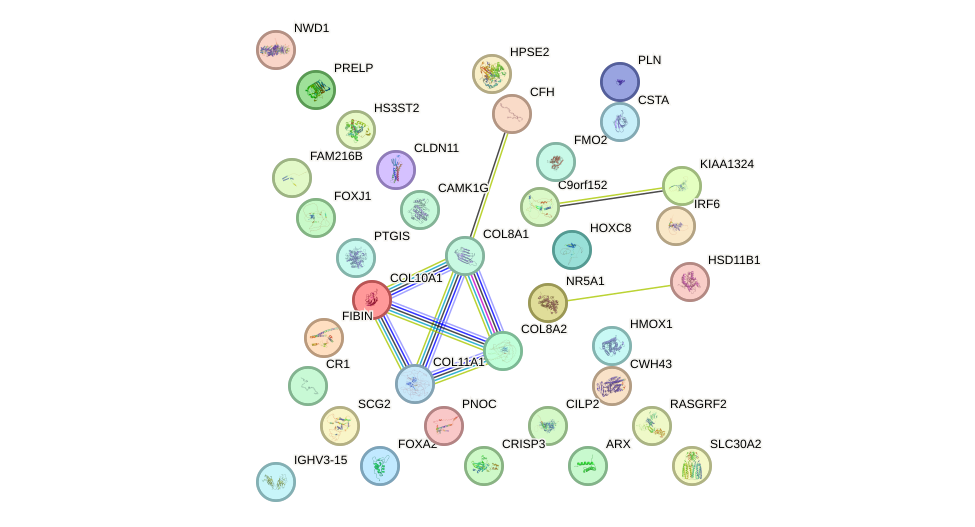 NWD1
HPSE2
PLN
PRELP
CFH
CSTA
HS3ST2
FMO2
CLDN11
FAM216B
KIAA1324
C9orf152
CAMK1G
FOXJ1
IRF6
HOXC8
COL8A1
PTGIS
HSD11B1
COL10A1
NR5A1
FIBIN
HMOX1
COL8A2
COL11A1
CR1
CWH43
SCG2
PNOC
CILP2
RASGRF2
FOXA2
CRISP3
ARX
SLC30A2
IGHV3-15